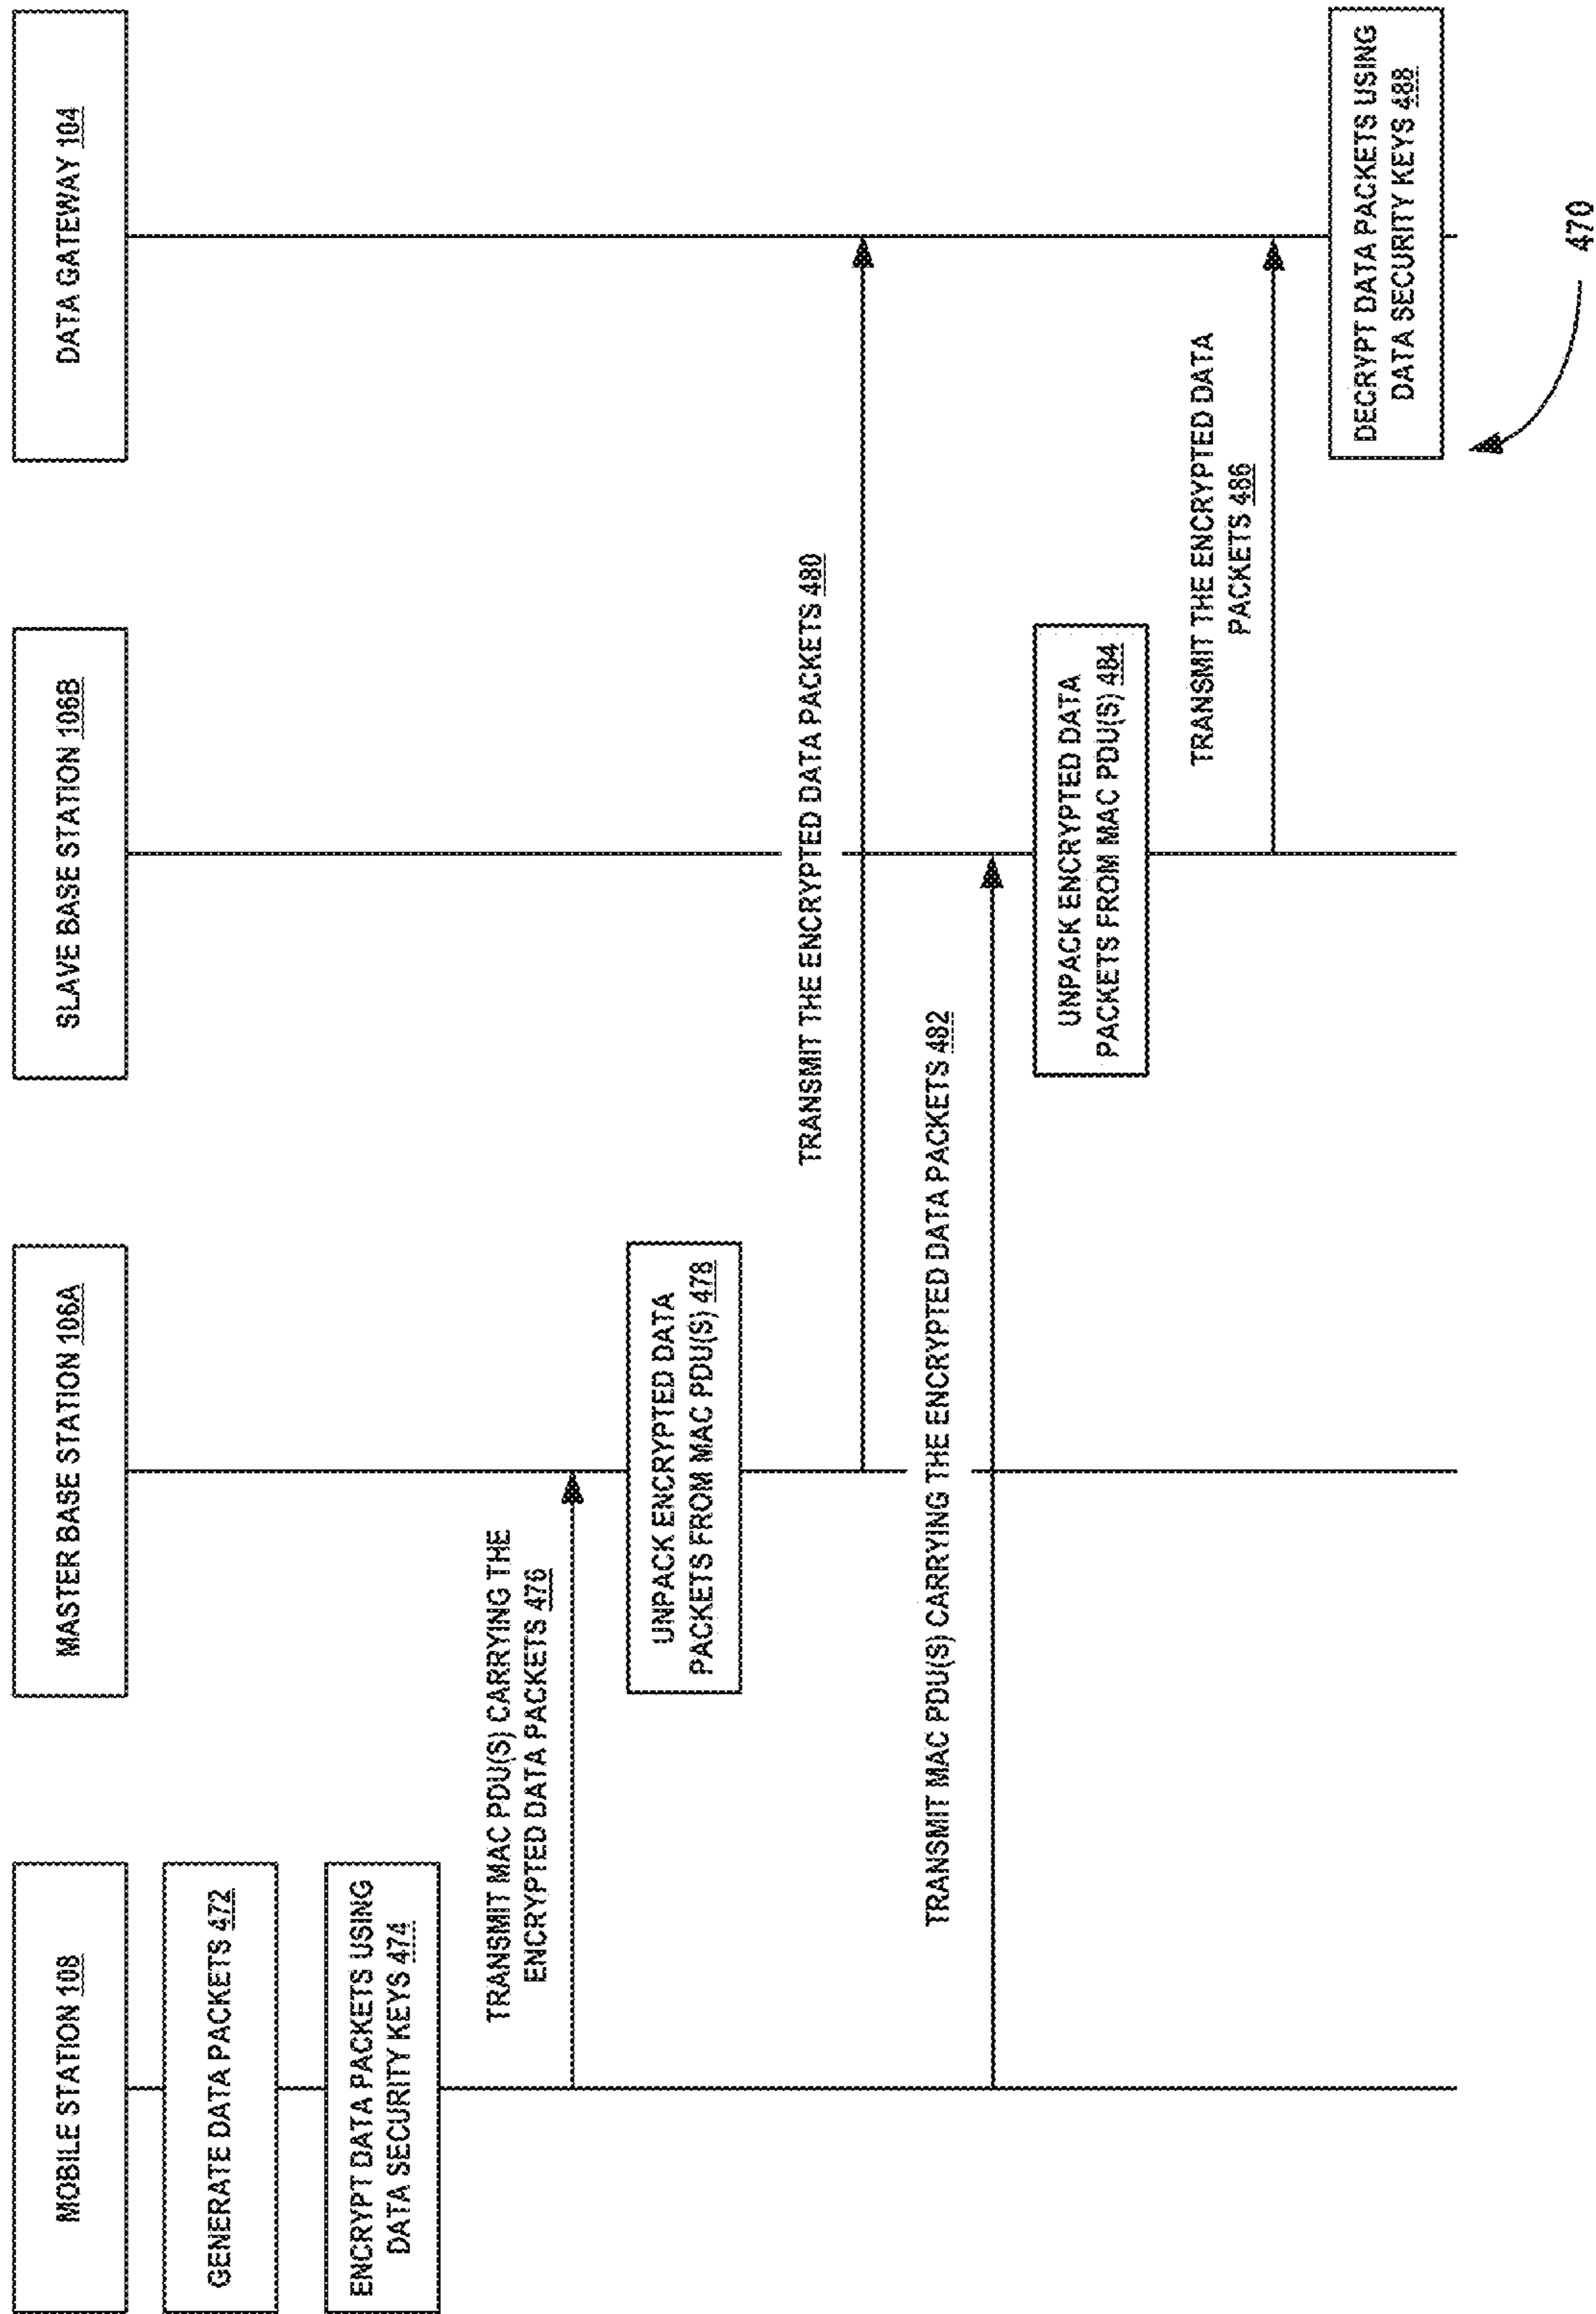 MOBILE STATION 108
MASTER BASE STATION 106A
SLAVE BASE STATION 106B
DATA GATEWAY 104
GENERATE DATA PACKETS 472
ENCRYPT DATA PACKETS USING
DATA SECURITY KEYS 474
TRANSMIT MAC PDU(S) CARRYING THE
ENCRYPTED DATA PACKETS 476
UNPACK ENCRYPTED DATA
PACKETS FROM MAC PDU(S) 478
TRANSMIT THE ENCRYPTED DATA PACKETS 480
TRANSMIT MAC PDU(S) CARRYING THE ENCRYPTED DATA PACKETS 482
UNPACK ENCRYPTED DATA
PACKETS FROM MAC PDU(S) 484
TRANSMIT THE ENCRYPTED DATA
PACKETS 486
DECRYPT DATA PACKETS USING
DATA SECURITY KEYS 488
470